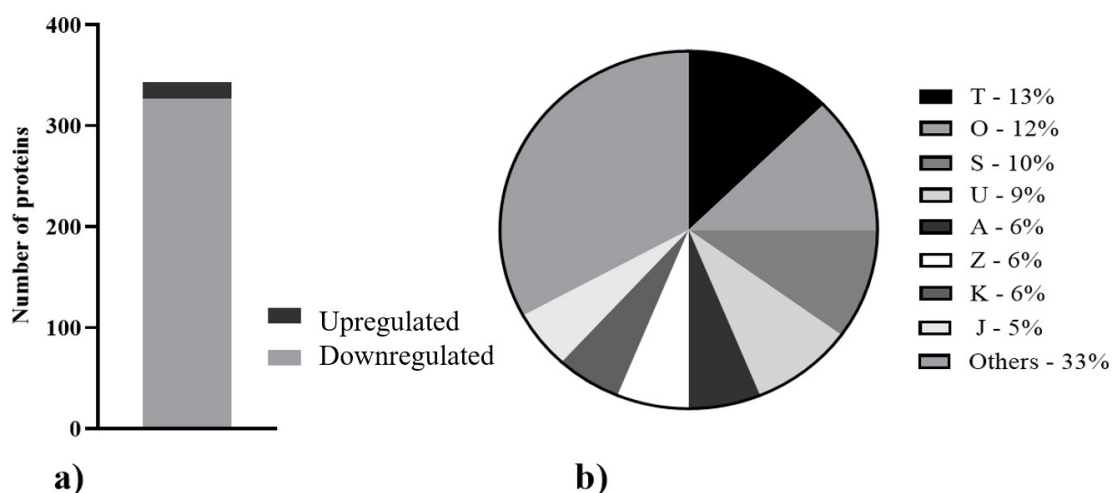 400
300
200
100
0
Number of proteins
Upregulated
Downregulated
a)
T - 13%
O - 12%
S - 10%
U - 9%
A - 6%
Z - 6%
K - 6%
J - 5%
Others - 33%
b)